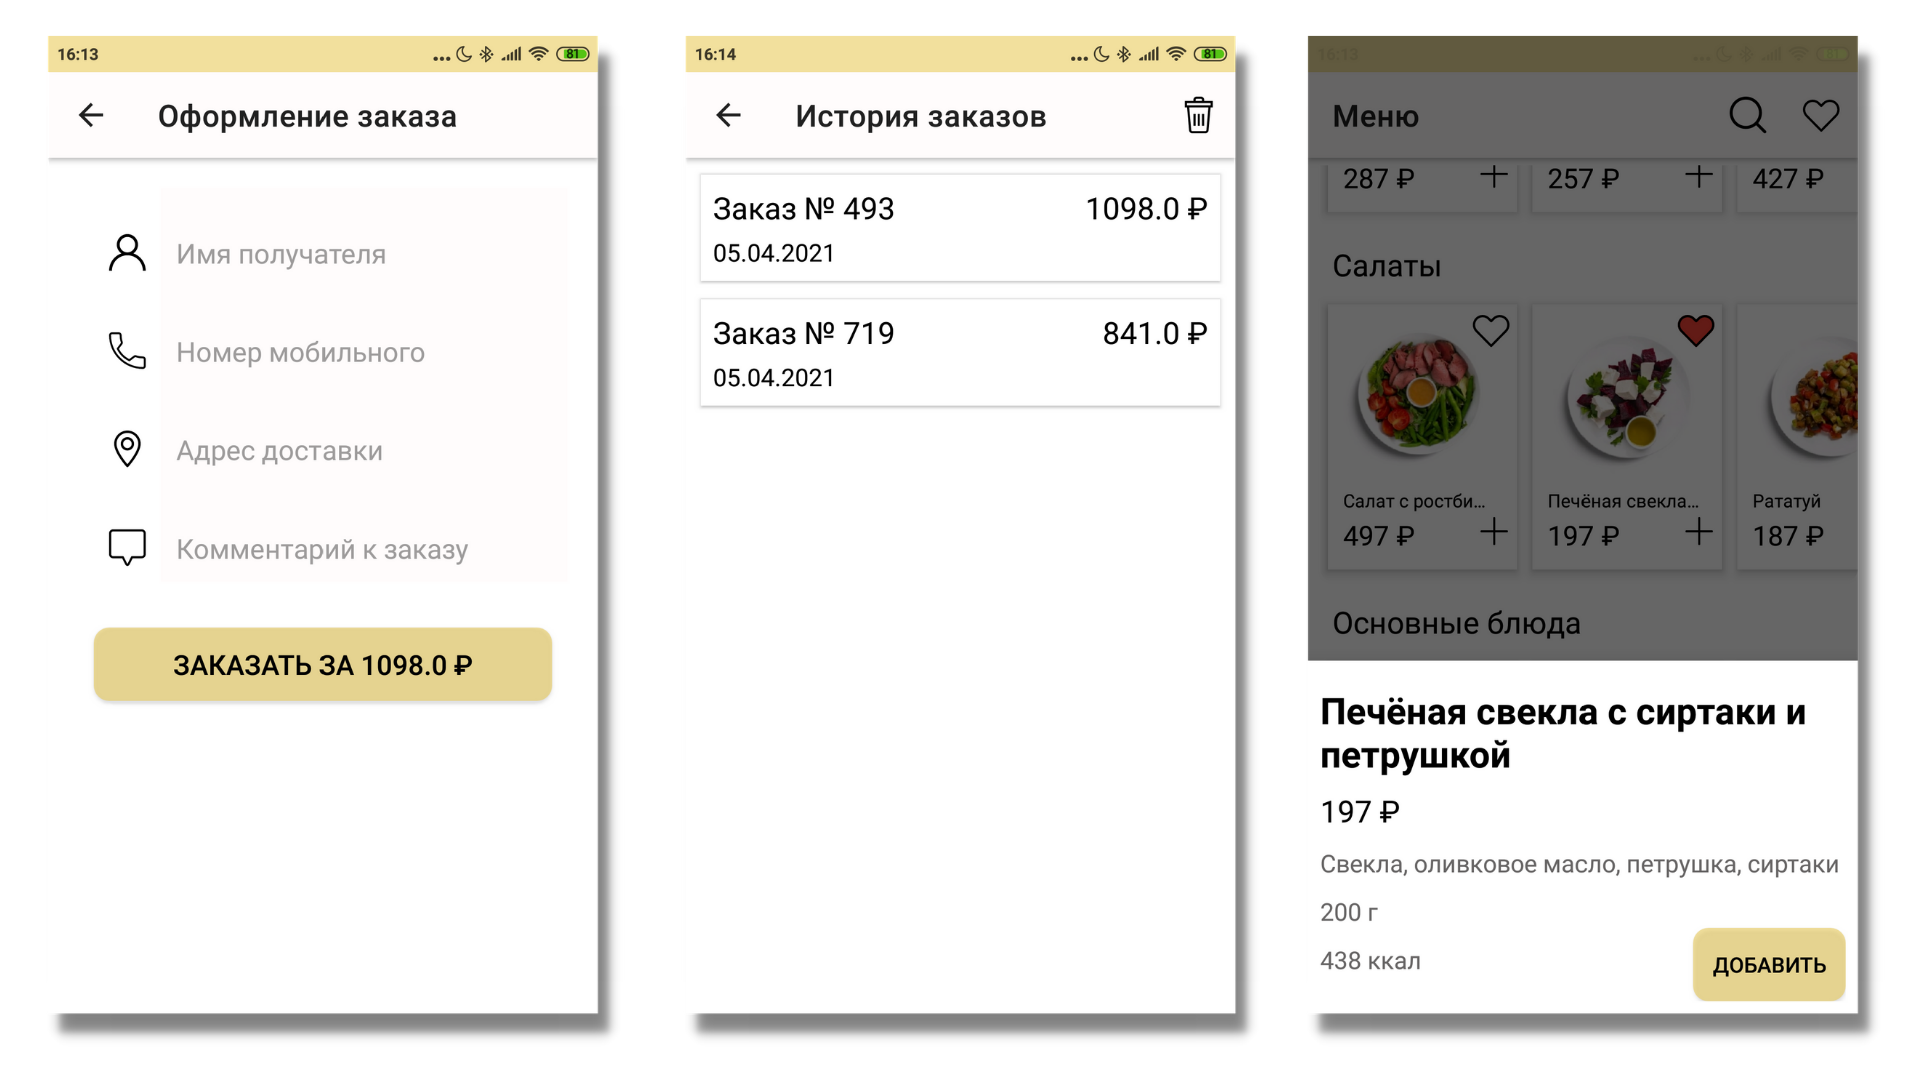 16:13
81
Оформление заказа
Имя получателя
Номер мобильного
Адрес доставки
Комментарий к заказу
ЗАКАЗАТЬ ЗА 1098.0 ₽
16:14
81
История заказов
Заказ № 493
1098.0 ₽
05.04.2021
Заказ № 719
841.0 ₽
05.04.2021
16:13
81
Меню
287 ₽
257 ₽
427 ₽
Салаты
Салат с ростби...
497 ₽
Печёная свекла...
197 ₽
Рататуй
187 ₽
Основные блюда
Печёная свекла с сиртаки и
петрушкой
197 ₽
Свекла, оливковое масло, петрушка, сиртаки
200 г
438 ккал
ДОБАВИТЬ